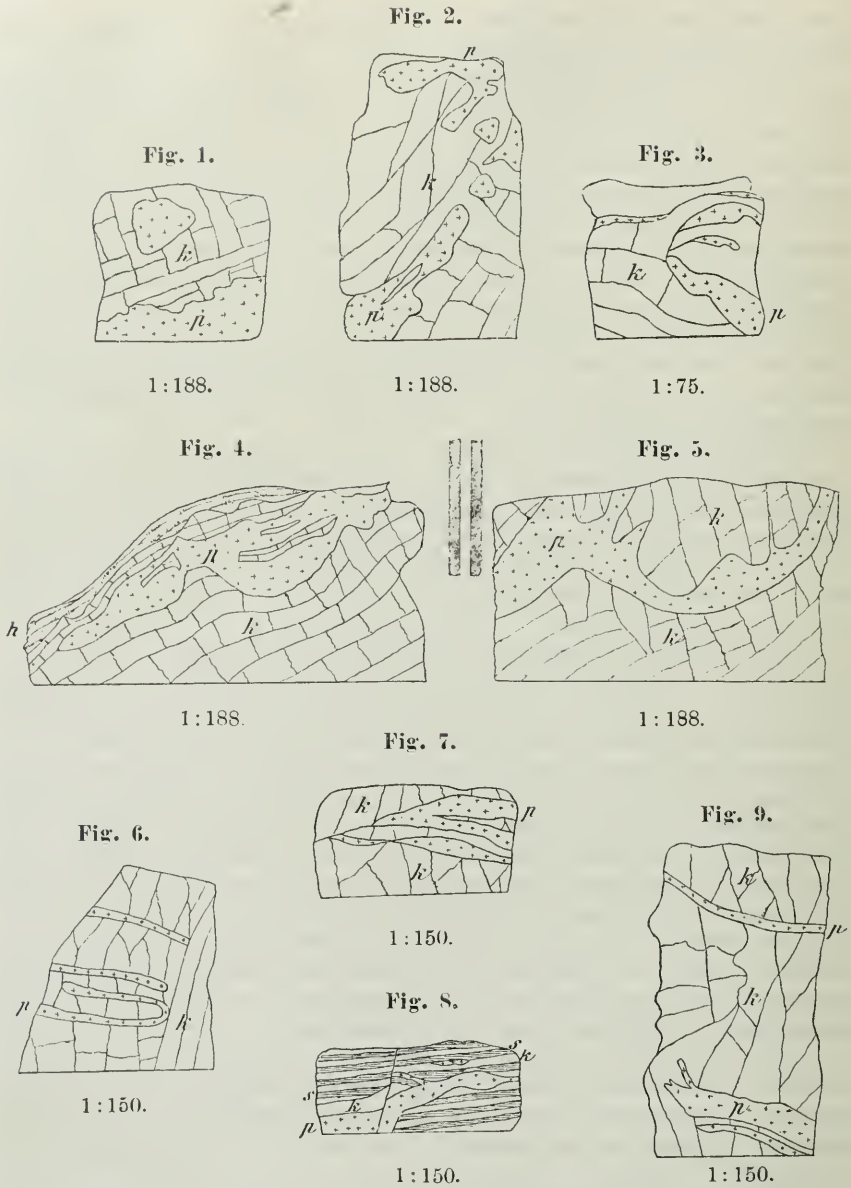 Fig. 2.
p
k
p
1:188.
Fig. 1.
k
p
1:188.
Fig. 3.
k
p
1:75.
Fig. 4.
p
h
k
1:188.
Fig. 5.
k
p
k
1:188.
Fig. 7.
k
p
k
1:150.
Fig. 6.
p
k
1:150.
Fig. 8.
s
k
s
k
p
1:150.
Fig. 9.
k
p
k
p
1:150.